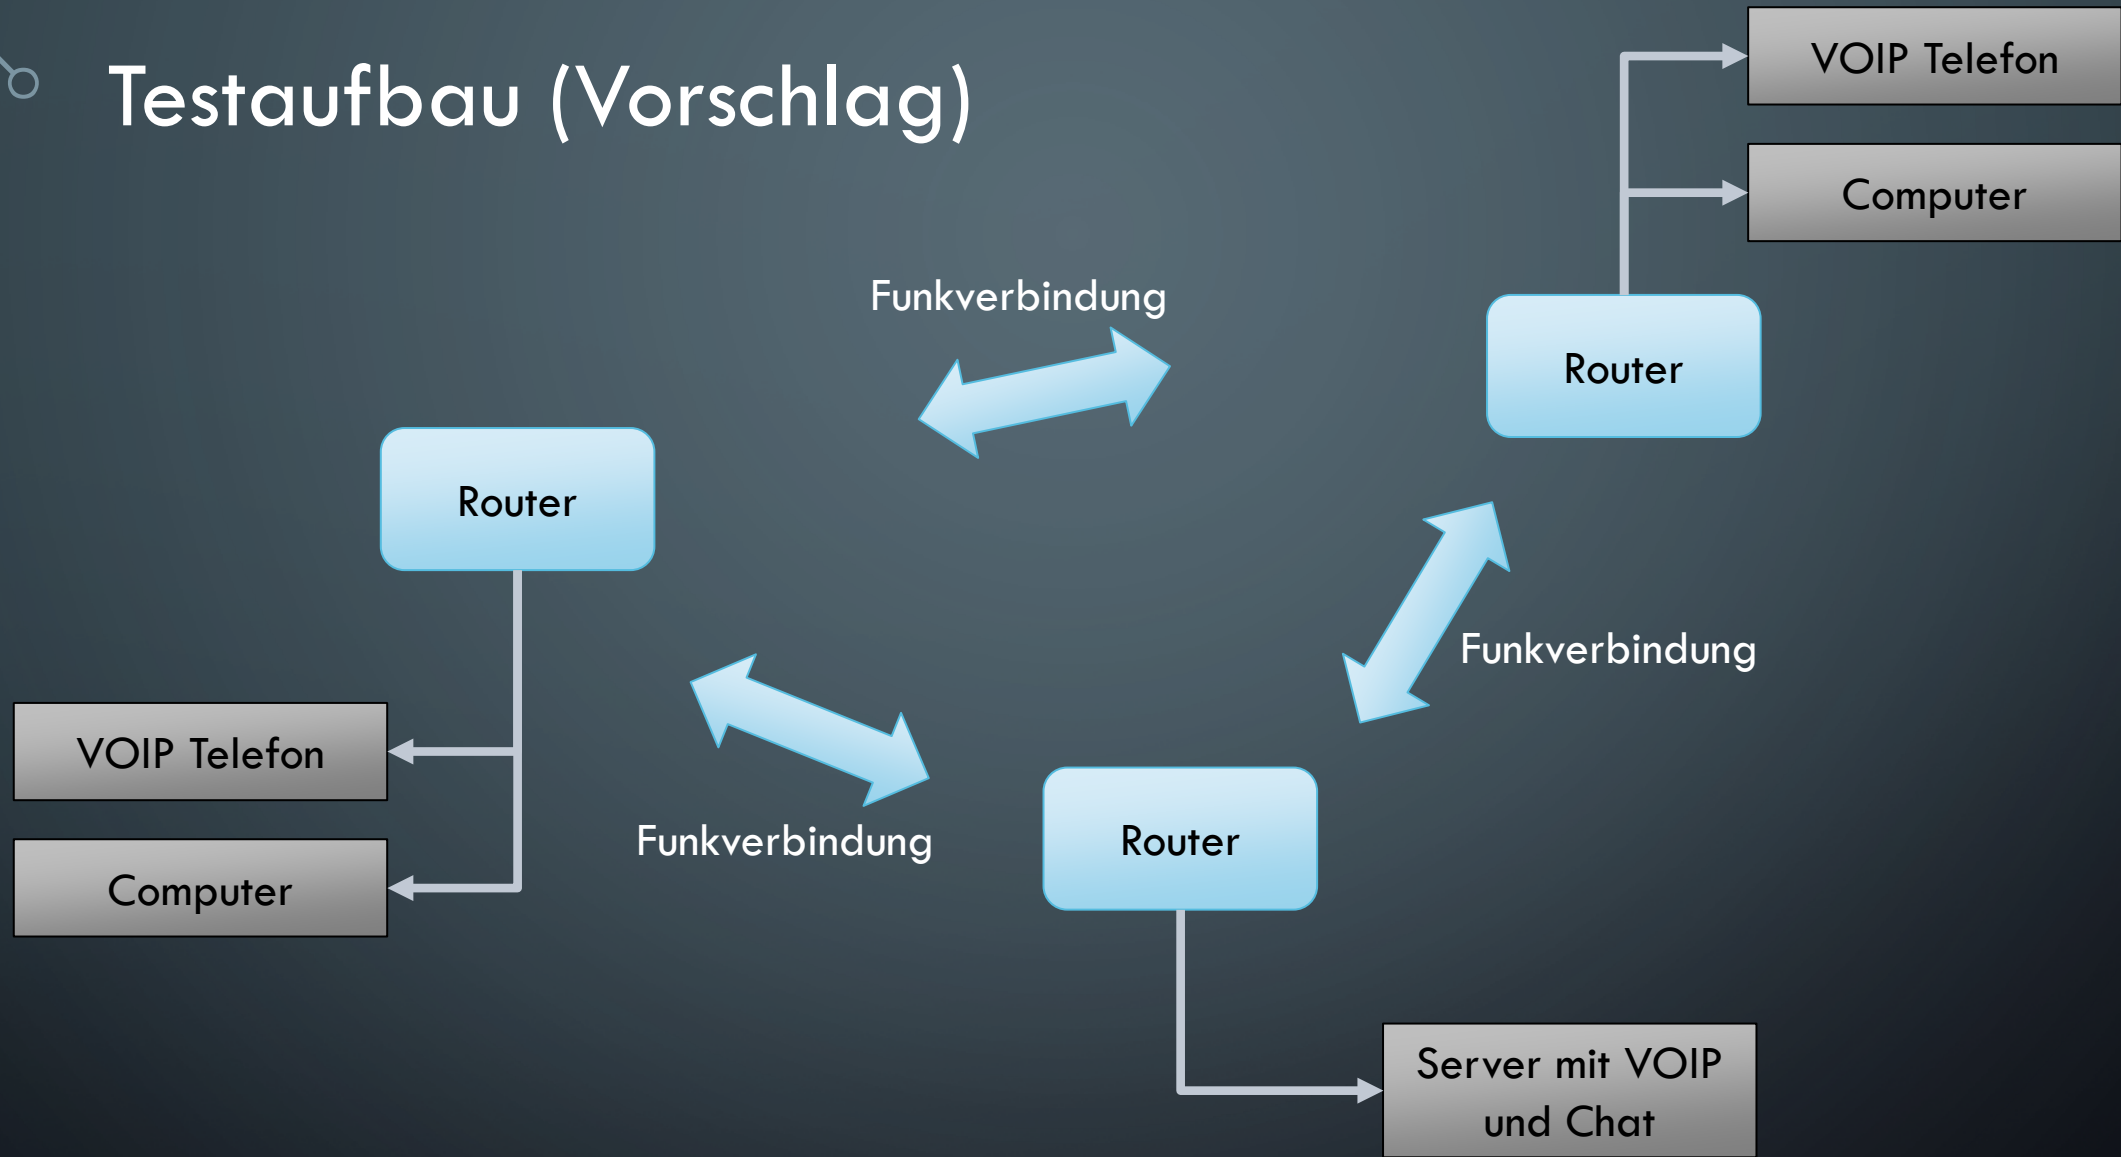 Testaufbau (Vorschlag)
VOIP Telefon
Computer
Funkverbindung
Router
Router
Funkverbindung
VOIP Telefon
Computer
Funkverbindung
Router
Server mit VOIP
und Chat